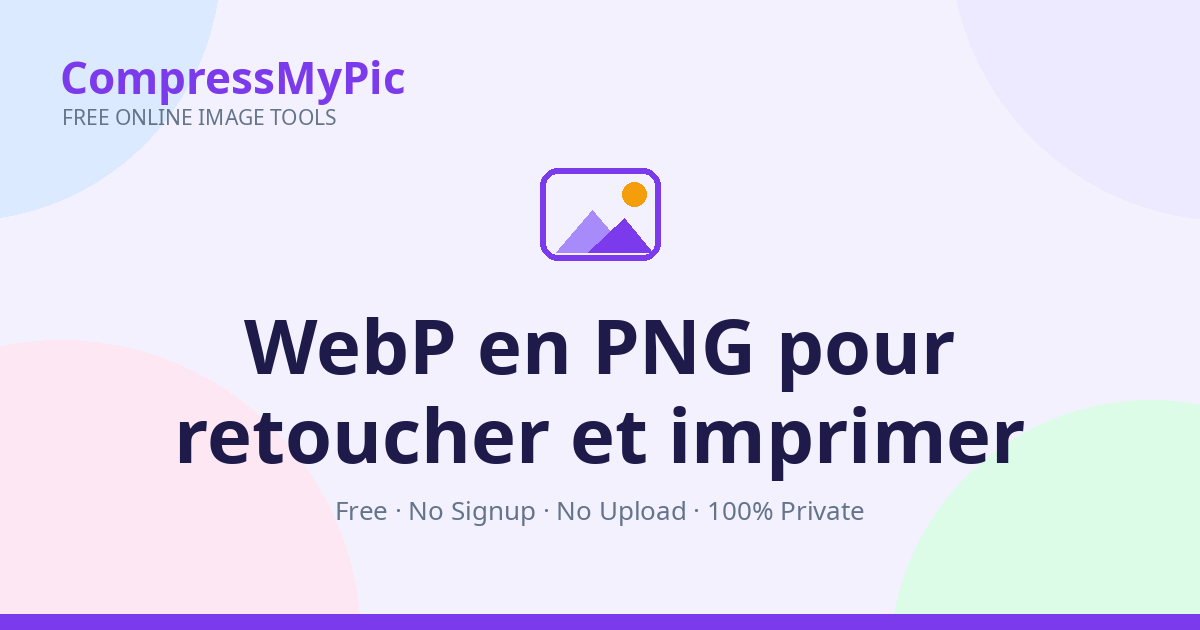 CompressMyPic
FREE ONLINE IMAGE TOOLS
WebP en PNG pour
retoucher et imprimer
Free · No Signup · No Upload · 100% Private